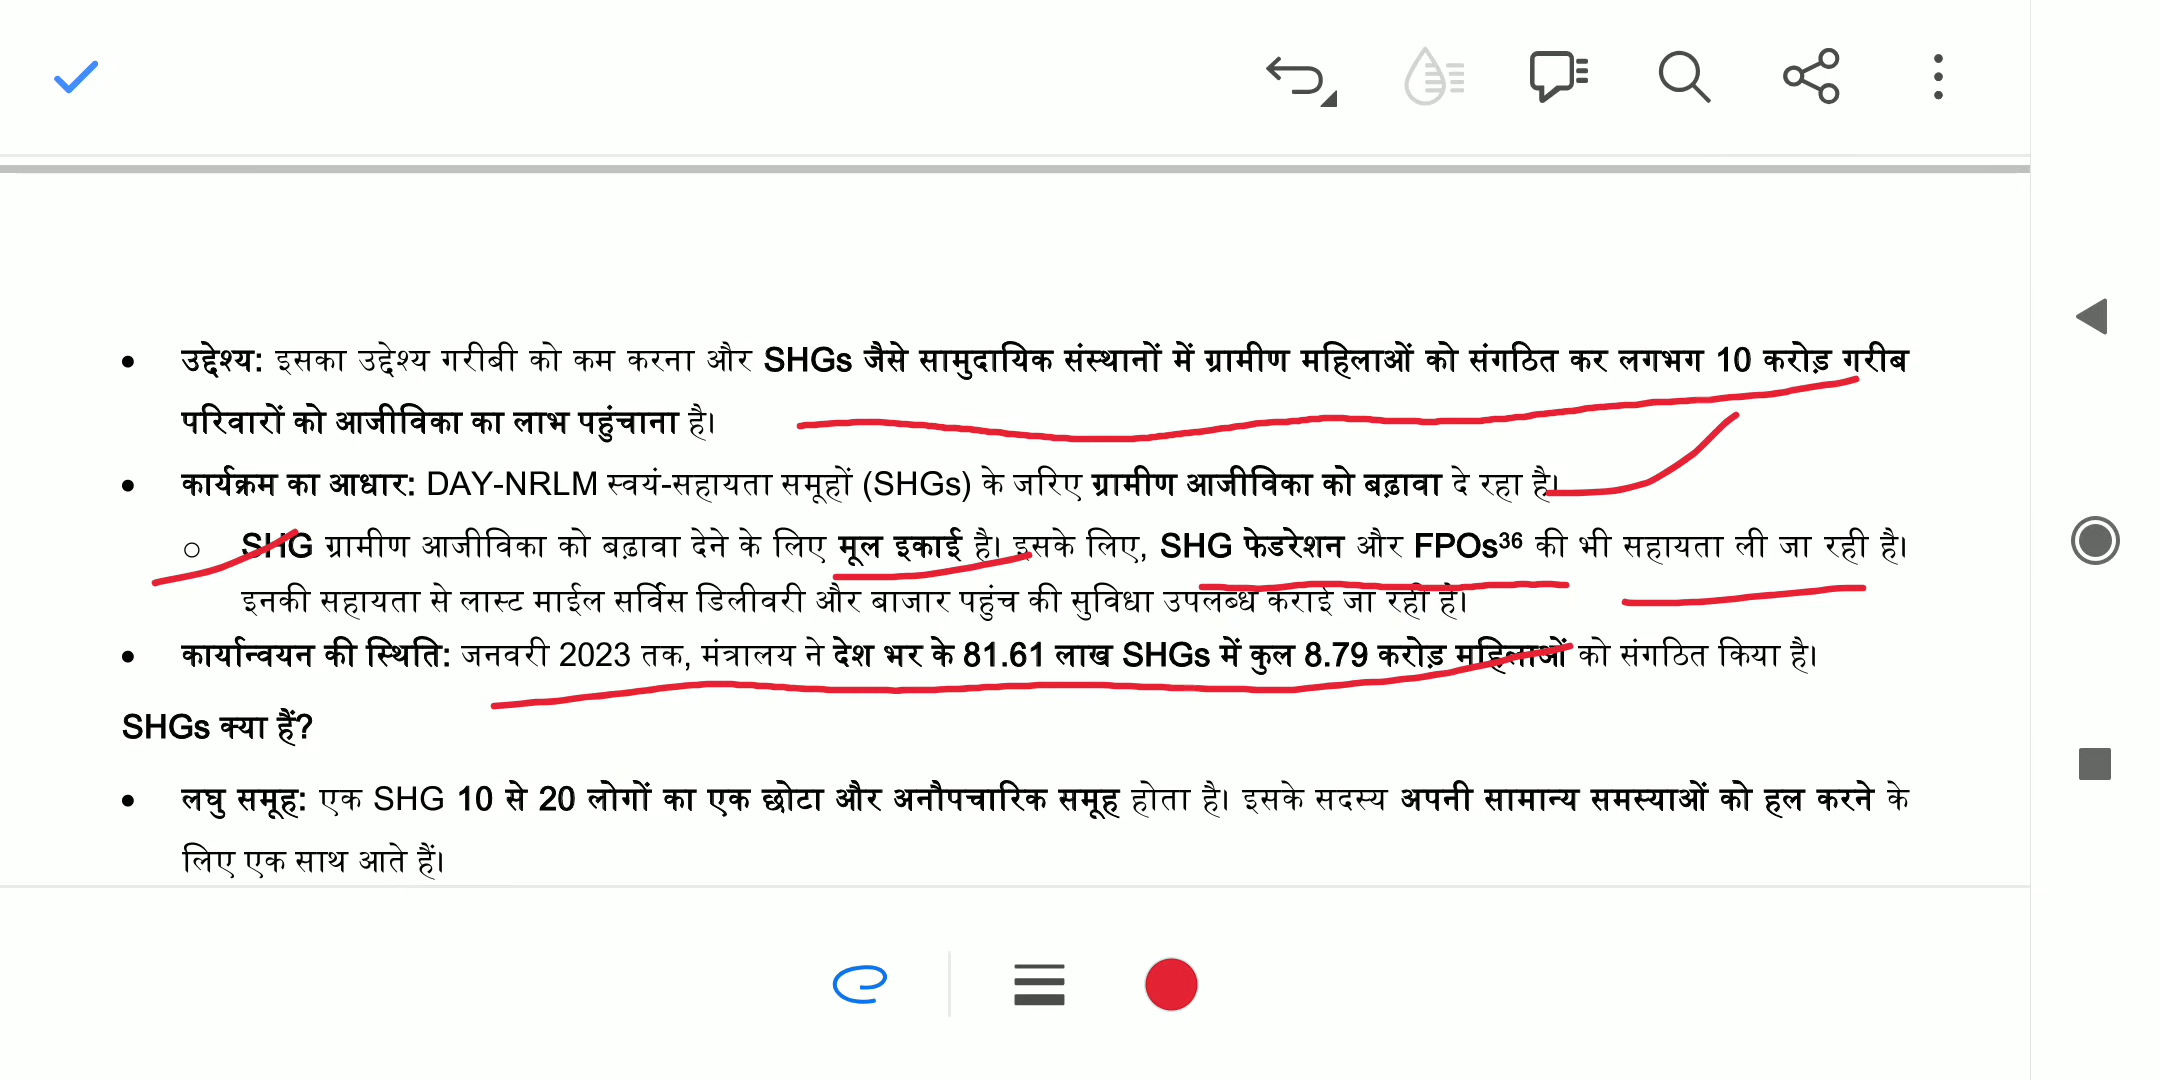 • उद्देश्य: इसका उद्देश्य गरीबी को कम करना और SHGs जैसे सामुदायिक संस्थानों में ग्रामीण महिलाओं को संगठित कर लगभग 10 करोड़ गरीब
परिवारों को आजीविका का लाभ पहुंचाना है।
• कार्यक्रम का आधार: DAY-NRLM स्वयं-सहायता समूहों (SHGs) के जरिए ग्रामीण आजीविका को बढ़ावा दे रहा है।
○ SHG ग्रामीण आजीविका को बढ़ावा देने के लिए मूल इकाई है। इसके लिए, SHG फेडरेशन और FPOs³⁶ की भी सहायता ली जा रही है।
इनकी सहायता से लास्ट माईल सर्विस डिलीवरी और बाजार पहुंच की सुविधा उपलब्ध कराई जा रही है।
• कार्यान्वयन की स्थिति: जनवरी 2023 तक, मंत्रालय ने देश भर के 81.61 लाख SHGs में कुल 8.79 करोड़ महिलाओं को संगठित किया है।
SHGs क्या हैं?
• लघु समूह: एक SHG 10 से 20 लोगों का एक छोटा और अनौपचारिक समूह होता है। इसके सदस्य अपनी सामान्य समस्याओं को हल करने के
लिए एक साथ आते हैं।